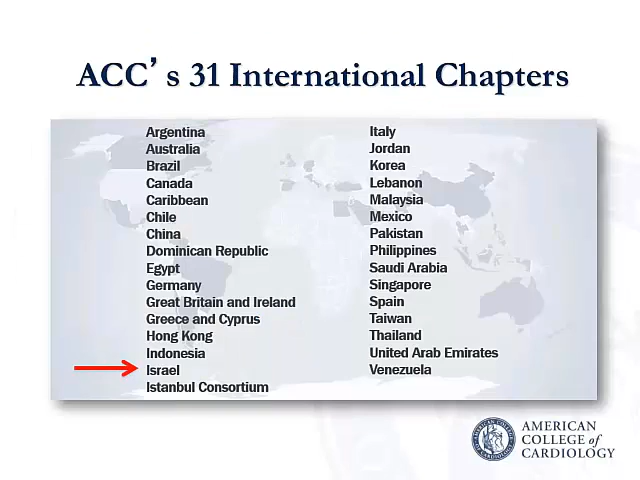 ACC's 31 International Chapters
Argentina
Australia
Brazil
Canada
Caribbean
Chile
China
Dominican Republic
Egypt
Germany
Great Britain and Ireland
Greece and Cyprus
Hong Kong
Indonesia
Israel
Istanbul Consortium
Italy
Jordan
Korea
Lebanon
Malaysia
Mexico
Pakistan
Philippines
Saudi Arabia
Singapore
Spain
Taiwan
Thailand
United Arab Emirates
Venezuela
AMERICAN
COLLEGE of
CARDIOLOGY